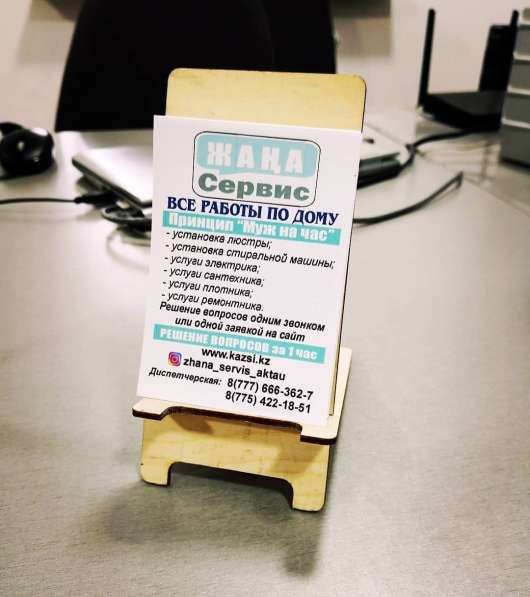 ЖАҢА
Сервис
ВСЕ РАБОТЫ ПО ДОМУ
Принцип "Муж на час"
- установка люстры;
- установка стиральной машины;
- услуги электрика;
- услуги сантехника;
- услуги плотника;
- услуги ремонтника.
Решение вопросов одним звонком
или одной заявкой на сайт
РЕШЕНИЕ ВОПРОСОВ за 1 час
www.kazsi.kz
zhana_servis_aktau
Диспетчерская: 8(777) 666-362-7
8(775) 422-18-51